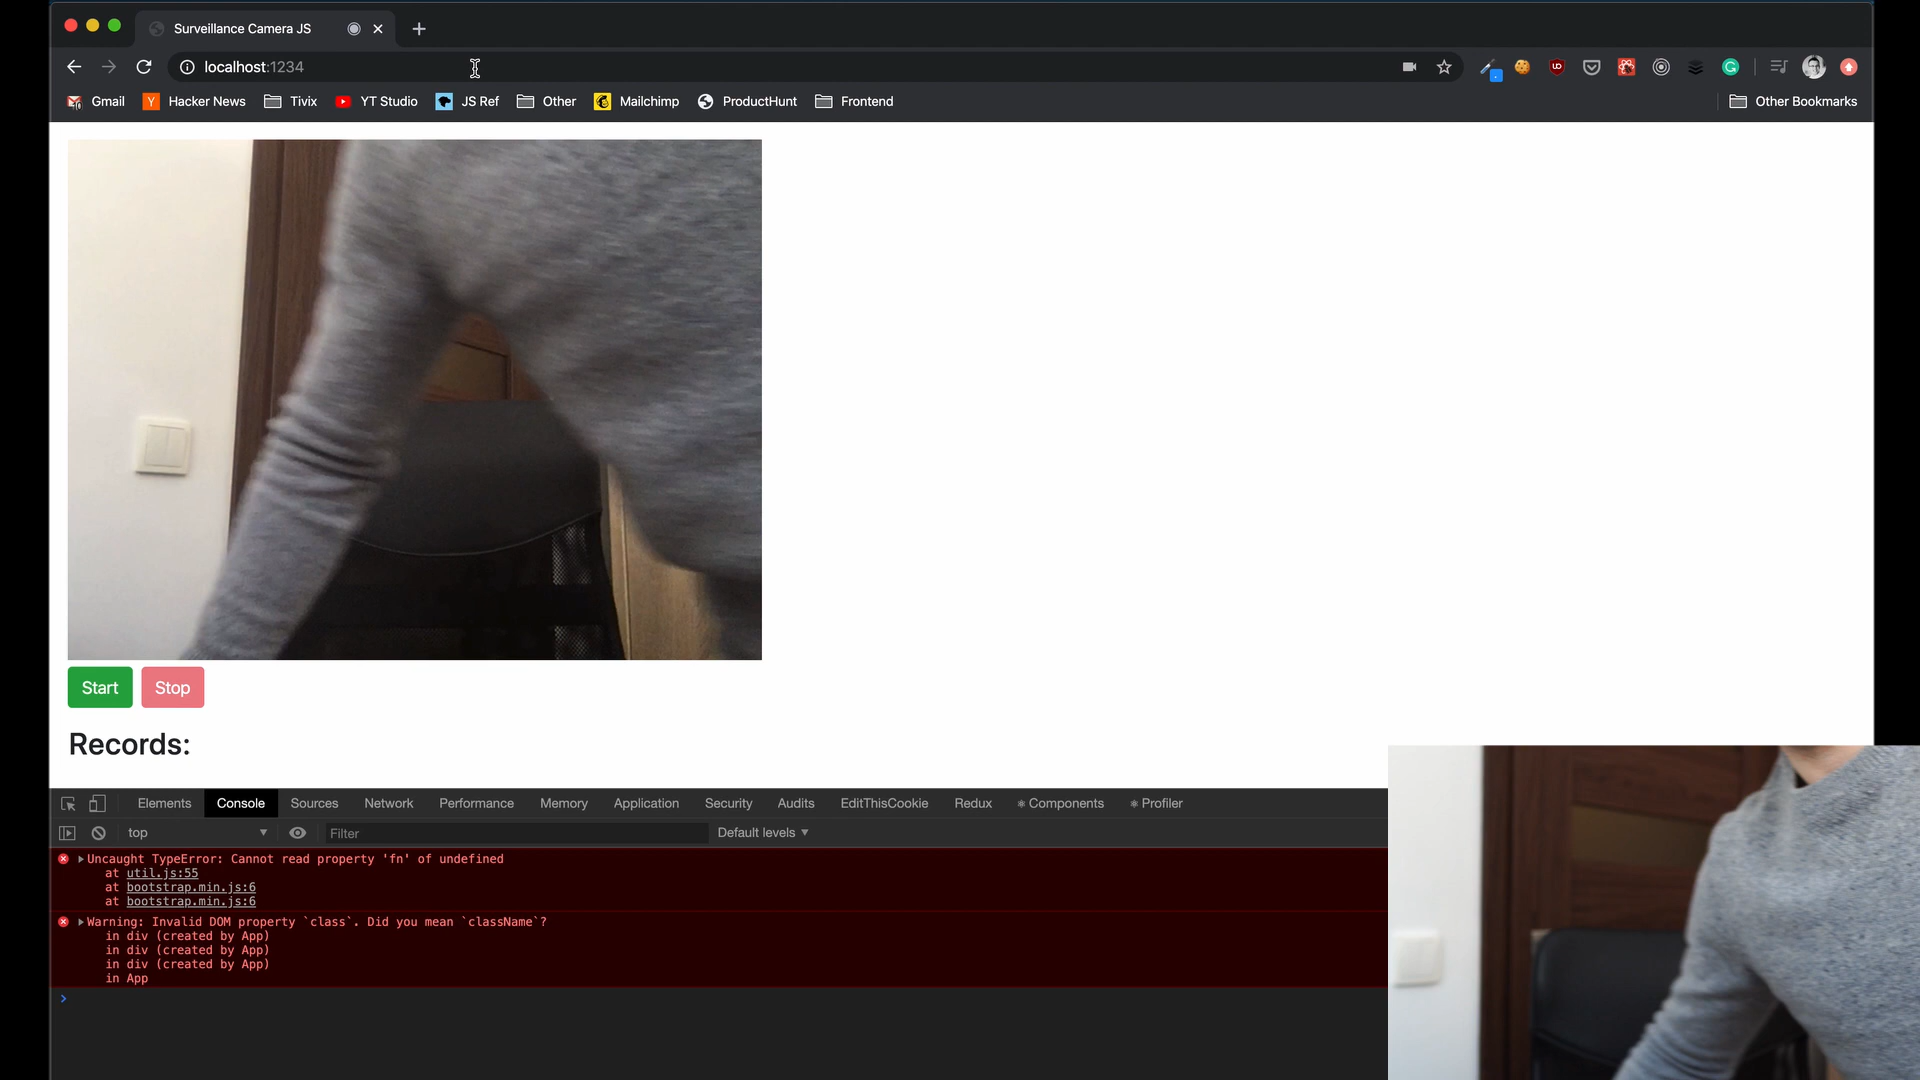 Surveillance Camera JS
localhost:1234
Gmail Hacker News Tivix YT Studio JS Ref Other Mailchimp ProductHunt Frontend Other Bookmarks
Start Stop
Records:
Elements Console Sources Network Performance Memory Application Security Audits EditThisCookie Redux Components Profiler
top Filter Default levels
Uncaught TypeError: Cannot read property 'fn' of undefined
at util.js:55
at bootstrap.min.js:6
at bootstrap.min.js:6
Warning: Invalid DOM property `class`. Did you mean `className`?
in div (created by App)
in div (created by App)
in div (created by App)
in App